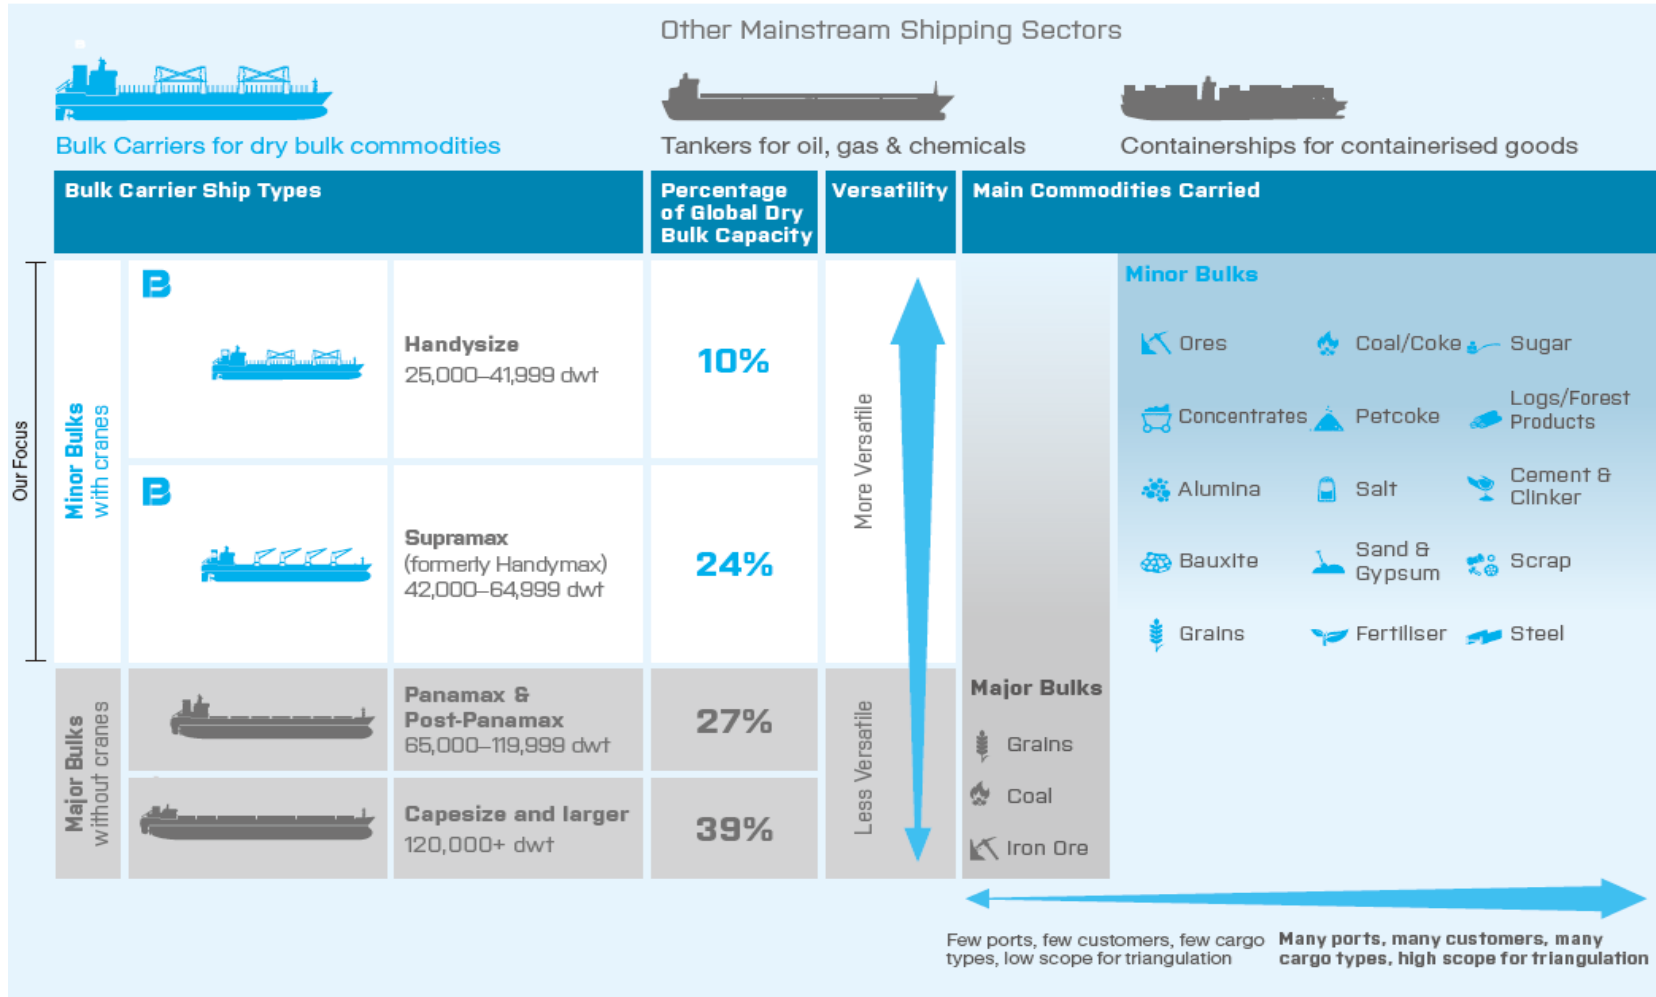 Other Mainstream Shipping Sectors
Bulk Carriers for dry bulk commodities
Tankers for oil, gas & chemicals
Containerships for containerised goods
Bulk Carrier Ship Types
Percentage
of Global Dry
Bulk Capacity
Versatility
Main Commodities Carried
Our Focus
Minor Bulks
with cranes
B
Handysize
25,000–41,999 dwt
10%
B
Supramax
(formerly Handymax)
42,000–64,999 dwt
24%
Major Bulks
without cranes
Panamax &
Post-Panamax
65,000–119,999 dwt
27%
Capesize and larger
120,000+ dwt
39%
More Versatile
Less Versatile
Minor Bulks
Ores
Coal/Coke
Sugar
Concentrates
Petcoke
Logs/Forest
Products
Alumina
Salt
Cement &
Clinker
Bauxite
Sand &
Gypsum
Scrap
Grains
Fertiliser
Steel
Major Bulks
Grains
Coal
Iron Ore
Few ports, few customers, few cargo
types, low scope for triangulation
Many ports, many customers, many
cargo types, high scope for triangulation